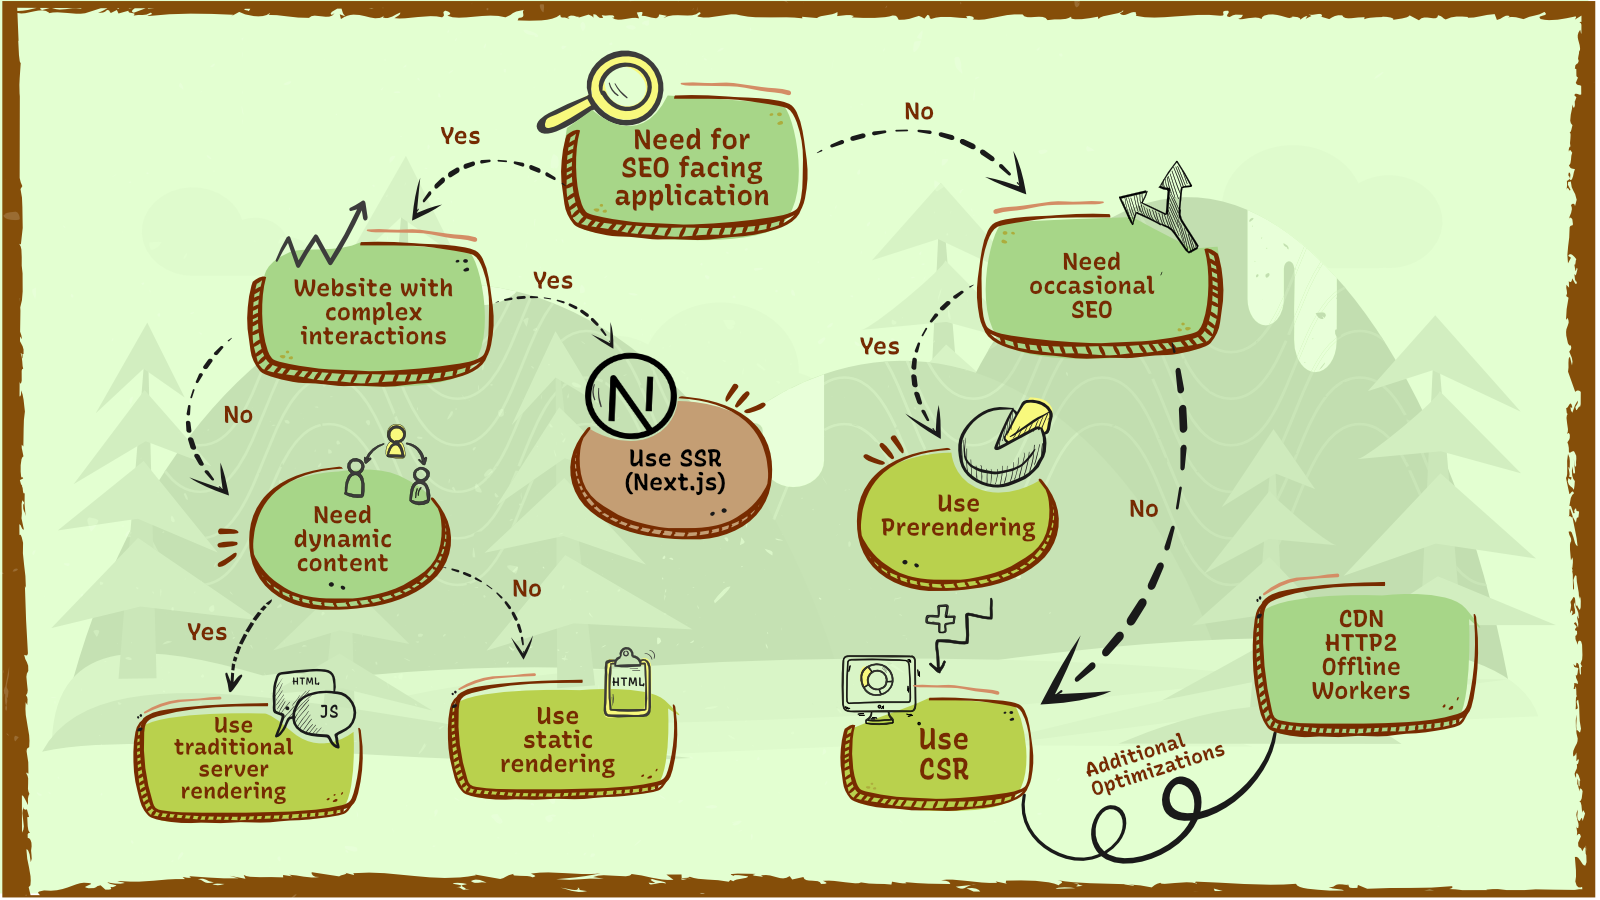 Need for
SEO facing
application
Yes
No
Website with
complex
interactions
Yes
No
Use SSR
(Next.js)
Need
dynamic
content
Yes
No
HTML
JS
Use
traditional
server
rendering
HTML
Use
static
rendering
Need
occasional
SEO
Yes
No
Use
Prerendering
Use
CSR
Additional
Optimizations
CDN
HTTP2
Offline
Workers